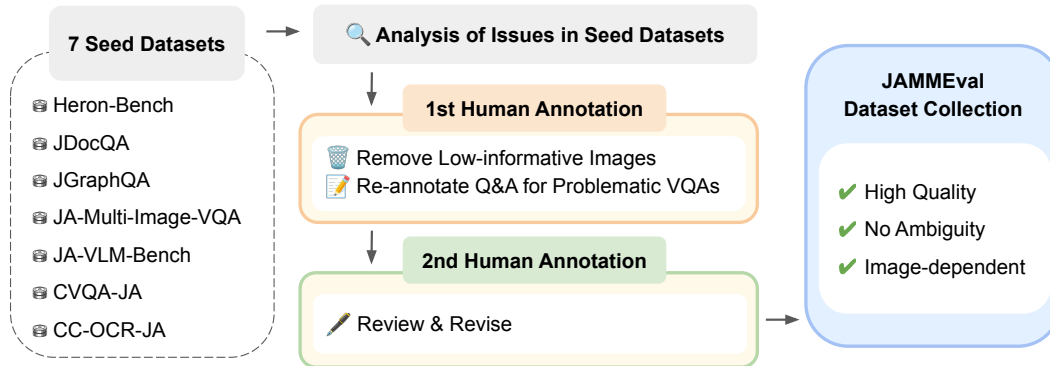 7 Seed Datasets
Heron-Bench
JDocQA
JGraphQA
JA-Multi-Image-VQA
JA-VLM-Bench
CVQA-JA
CC-OCR-JA
Analysis of Issues in Seed Datasets
1st Human Annotation
Remove Low-informative Images
Re-annotate Q&A for Problematic VQAs
2nd Human Annotation
Review & Revise
JAMMEval
Dataset Collection
High Quality
No Ambiguity
Image-dependent